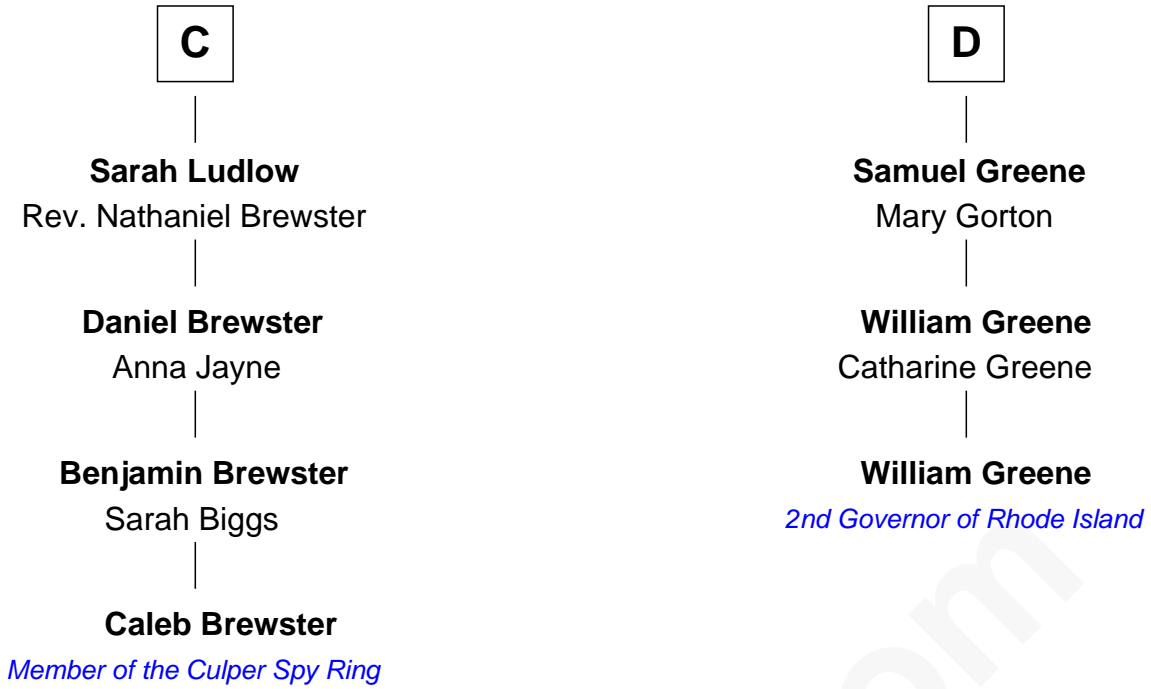 C
Sarah Ludlow
Rev. Nathaniel Brewster
Daniel Brewster
Anna Jayne
Benjamin Brewster
Sarah Biggs
Caleb Brewster
Member of the Culper Spy Ring
D
Samuel Greene
Mary Gorton
William Greene
Catharine Greene
William Greene
2nd Governor of Rhode Island
om